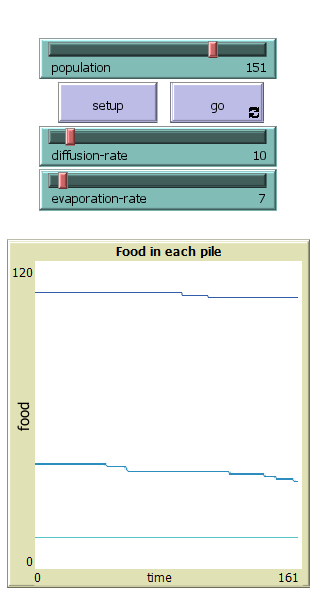 population 151
setup go
diffusion-rate 10
evaporation-rate 7
Food in each pile
120
food
0
0 time 161